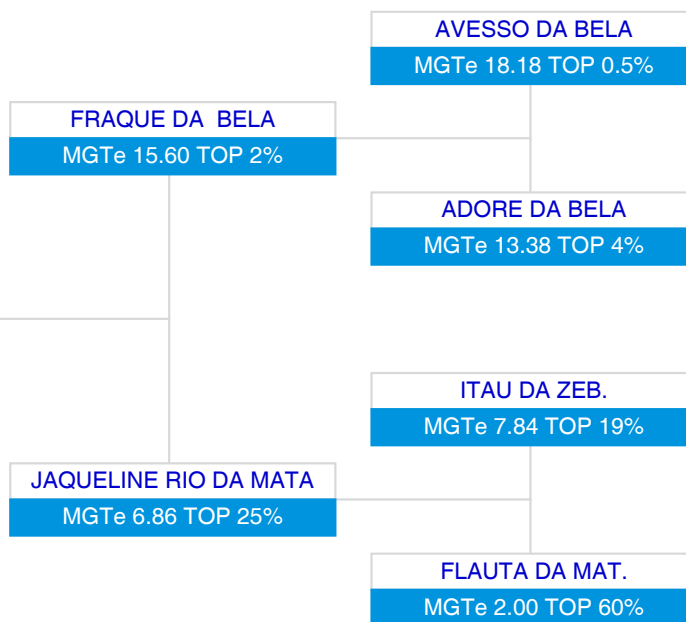 AVESSO DA BELA
MGTe 18.18 TOP 0.5%
FRAQUE DA BELA
MGTe 15.60 TOP 2%
ADORE DA BELA
MGTe 13.38 TOP 4%
ITAU DA ZEB.
MGTe 7.84 TOP 19%
JAQUELINE RIO DA MATA
MGTe 6.86 TOP 25%
FLAUTA DA MAT.
MGTe 2.00 TOP 60%